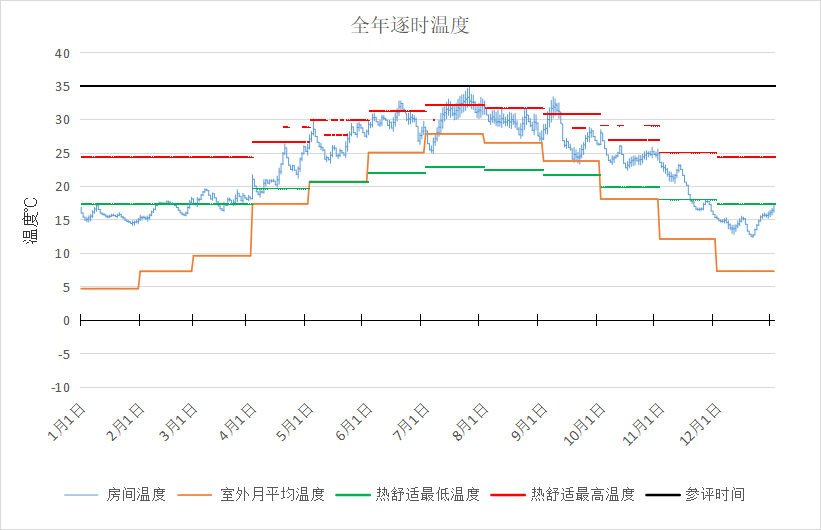 全年逐时温度
40
35
30
25
20
15
10
5
0
-5
-10
温度℃
1月1日
2月1日
3月1日
4月1日
5月1日
6月1日
7月1日
8月1日
9月1日
10月1日
11月1日
12月1日
房间温度 室外月平均温度 热舒适最低温度 热舒适最高温度 参评时间